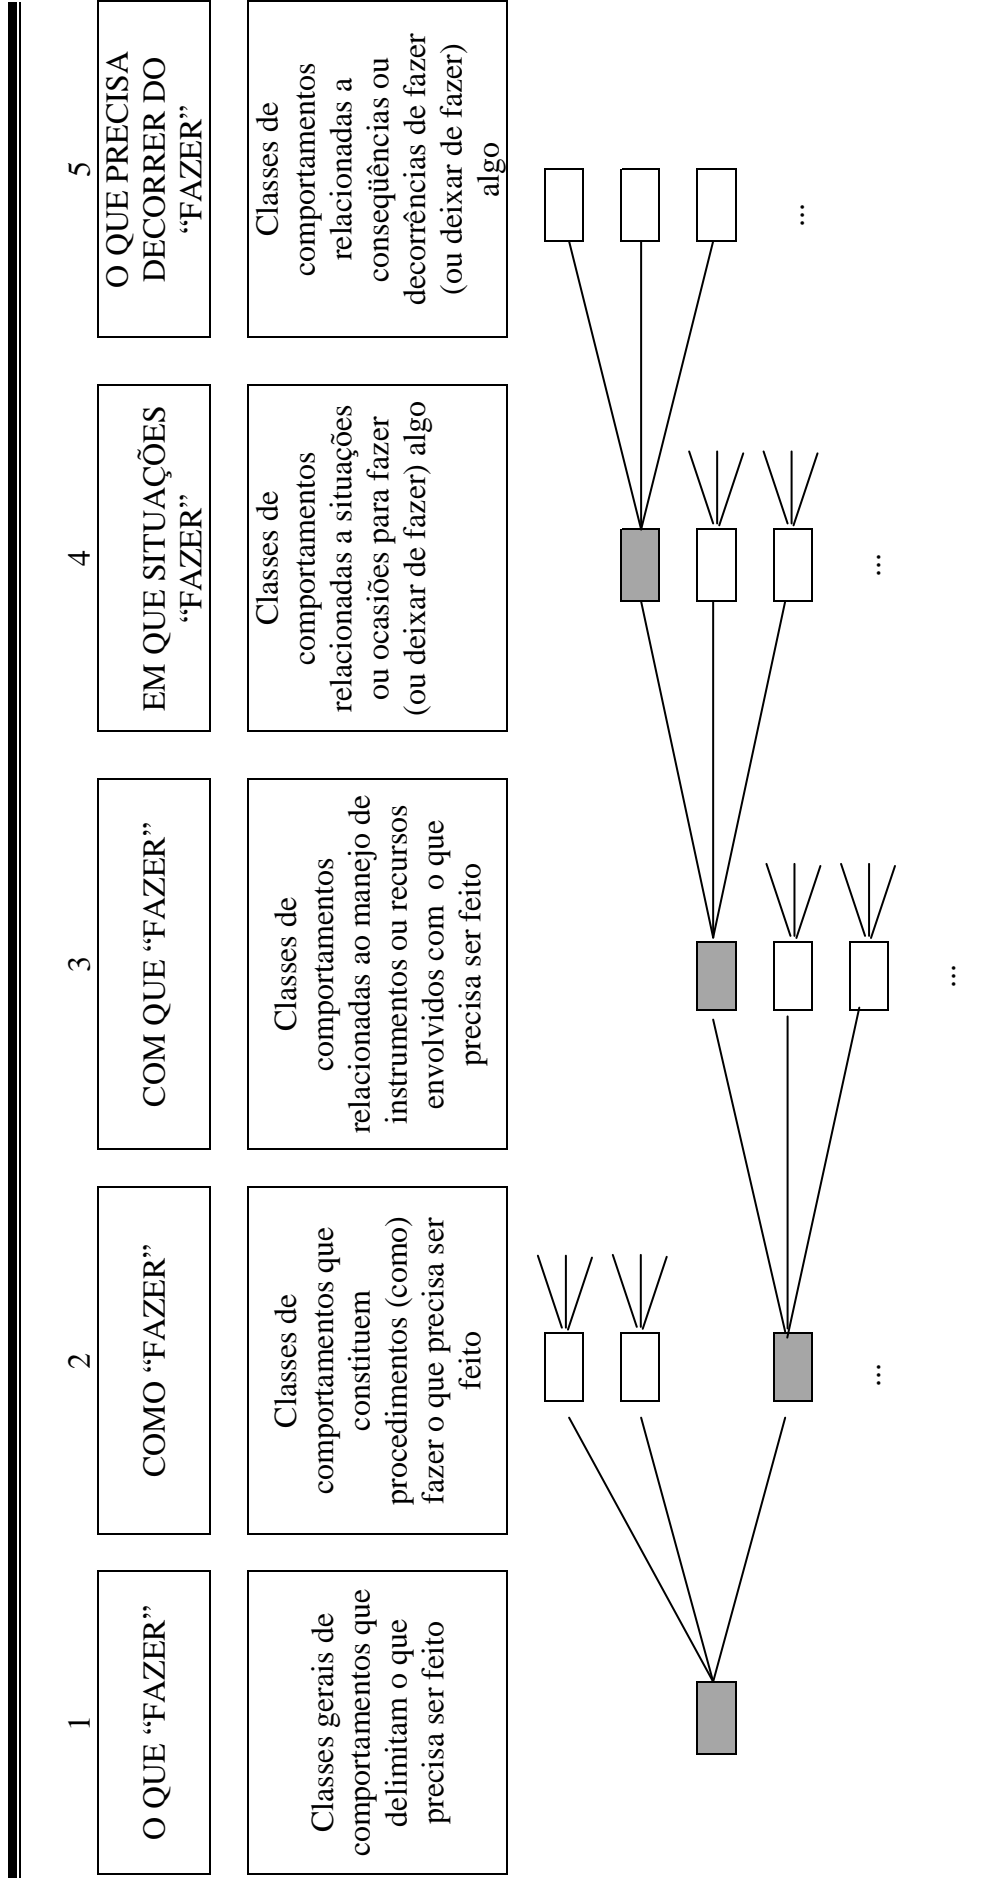 1
O QUE “FAZER”
Classes gerais de
comportamentos que
delimitam o que
precisa ser feito
2
COMO “FAZER”
Classes de
comportamentos que
constituem
procedimentos (como)
fazer o que precisa ser
feito
3
COM QUE “FAZER”
Classes de
comportamentos
relacionadas ao manejo de
instrumentos ou recursos
envolvidos com o que
precisa ser feito
4
EM QUE SITUAÇÕES
“FAZER”
Classes de
comportamentos
relacionadas a situações
ou ocasiões para fazer
(ou deixar de fazer) algo
5
O QUE PRECISA
DECORRER DO
“FAZER”
Classes de
comportamentos
relacionadas a
conseqüências ou
decorrências de fazer
(ou deixar de fazer)
algo
...
...
...
...